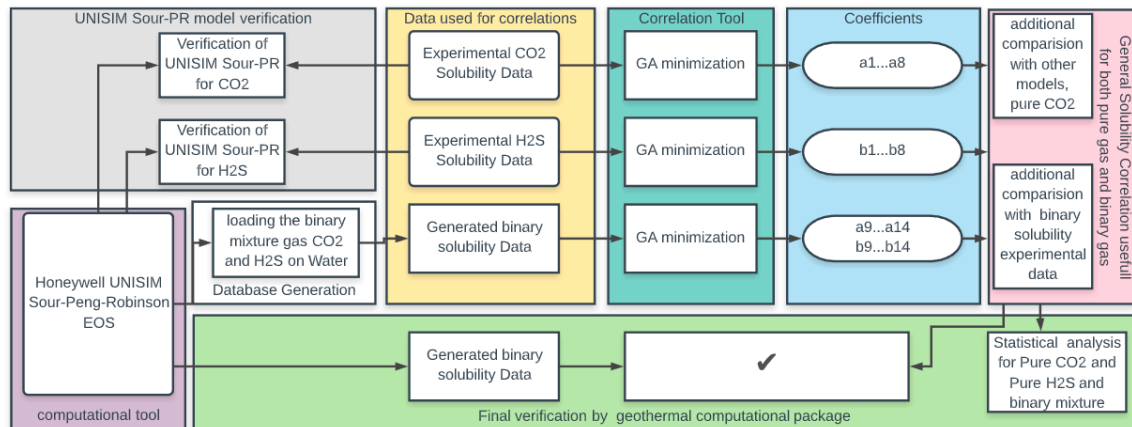 UNISIM Sour-PR model verification
Verification of
UNISIM Sour-PR
for CO2
Verification of
UNISIM Sour-PR
for H2S
Data used for correlations
Experimental CO2
Solubility Data
Experimental H2S
Solubility Data
Generated binary
solubility Data
Correlation Tool
GA minimization
GA minimization
GA minimization
Coefficients
a1...a8
b1...b8
a9...a14
b9...b14
additional
comparision
with other
models,
pure CO2
additional
comparision
with binary
solubility
experimental
data
General Solubility Correlation usefull
for both pure gas and binary gas
Honeywell UNISIM
Sour-Peng-Robinson
EOS
computational tool
loading the binary
mixture gas CO2
and H2S on Water
Database Generation
Generated binary
solubility Data
✔
Statistical analysis
for Pure CO2 and
Pure H2S and
binary mixture
Final verification by geothermal computational package